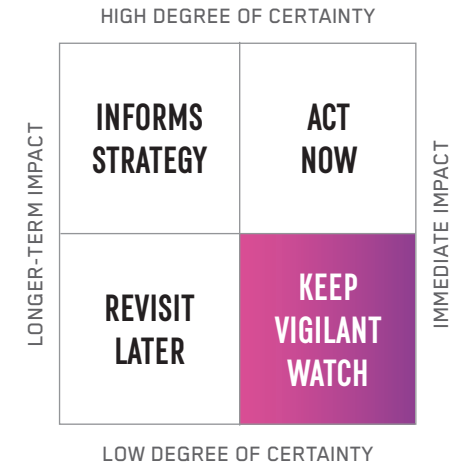 HIGH DEGREE OF CERTAINTY
LONGER-TERM IMPACT
INFORMS
STRATEGY
ACT
NOW
IMMEDIATE IMPACT
REVISIT
LATER
KEEP
VIGILANT
WATCH
LOW DEGREE OF CERTAINTY